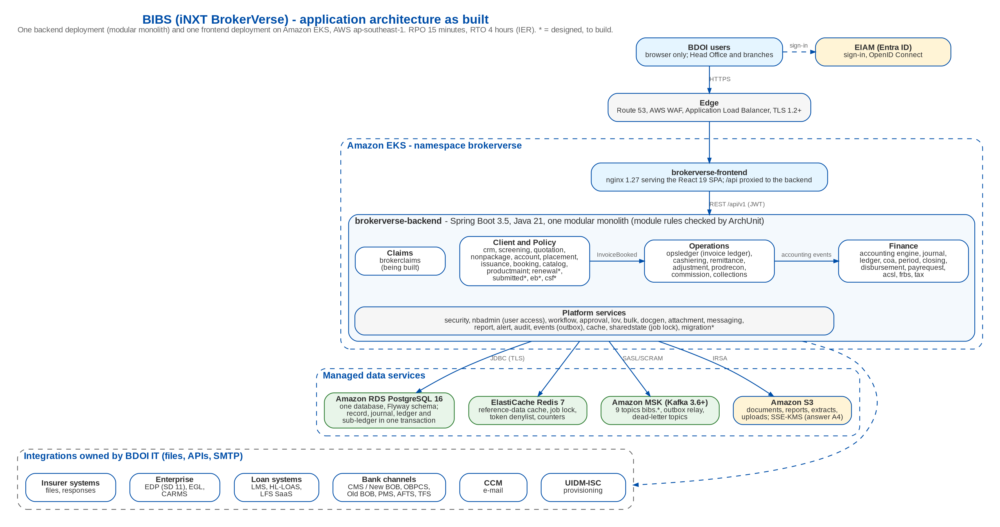 BIBS (iNXT BrokerVerse) - application architecture as built
One backend deployment (modular monolith) and one frontend deployment on Amazon EKS, AWS ap-southeast-1. RPO 15 minutes, RTO 4 hours (IER). * = designed, to build.
BDOI users
browser only; Head Office and branches
sign-in
EIAM (Entra ID)
sign-in, OpenID Connect
HTTPS
Edge
Route 53, AWS WAF, Application Load Balancer, TLS 1.2+
Amazon EKS - namespace brokerverse
brokerverse-frontend
nginx 1.27 serving the React 19 SPA; /api proxied to the backend
REST /api/v1 (JWT)
brokerverse-backend - Spring Boot 3.5, Java 21, one modular monolith (module rules checked by ArchUnit)
Claims
brokerclaims
(being built)
Client and Policy
crm, screening, quotation,
nonpackage, account, placement,
issuance, booking, catalog,
productmaint; renewal*,
submitted*, eb*, csf*
InvoiceBooked
Operations
opsledger (invoice ledger),
cashiering, remittance,
adjustment, prodrecon,
commission, collections
accounting events
Finance
accounting engine, journal,
ledger, coa, period, closing,
disbursement, payrequest,
acsl, frbs, tax
Platform services
security, nbadmin (user access), workflow, approval, lov, bulk, docgen, attachment, messaging,
report, alert, audit, events (outbox), cache, sharedstate (job lock), migration*
JDBC (TLS)
SASL/SCRAM
IRSA
Managed data services
Amazon RDS PostgreSQL 16
one database, Flyway schema;
record, journal, ledger and
sub-ledger in one transaction
ElastiCache Redis 7
reference-data cache, job lock,
token denylist, counters
Amazon MSK (Kafka 3.6+)
9 topics bibs.*, outbox relay,
dead-letter topics
Amazon S3
documents, reports, extracts,
uploads; SSE-KMS (answer A4)
Integrations owned by BDOI IT (files, APIs, SMTP)
Insurer systems
files, responses
Enterprise
EDP (SD 11), EGL,
CARMS
Loan systems
LMS, HL-LOAS,
LFS SaaS
Bank channels
CMS / New BOB, OBPCS,
Old BOB, PMS, AFTS, TFS
CCM
e-mail
UIDM-ISC
provisioning